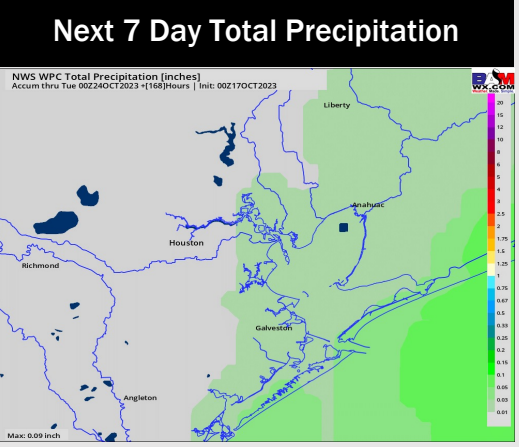 Next 7 Day Total Precipitation
NWS WPC Total Precipitation [inches]
Accum thru Tue 00Z24OCT2023 +[168]Hours | Init: 00Z17OCT2023
BAM
WX.COM
Liberty
Anahuac
Houston
Richmond
Galveston
Angleton
20
15
12
10
8
6
5
4
3
2.5
2
1.75
1.5
1.25
1
0.75
0.67
0.5
0.33
0.25
0.2
0.15
0.1
0.05
0.03
0.01
Max: 0.09 inch